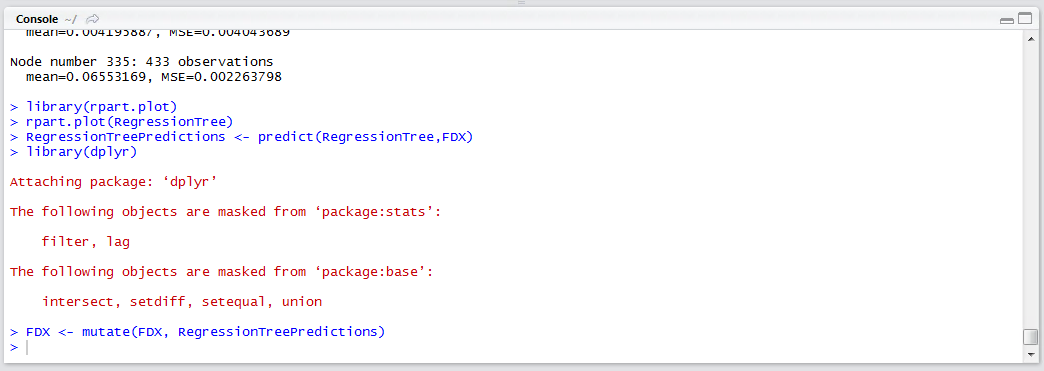 Console ~/
mean=0.004195887, MSE=0.004043689
Node number 335: 433 observations
mean=0.06553169, MSE=0.002263798
> library(rpart.plot)
> rpart.plot(RegressionTree)
> RegressionTreePredictions <- predict(RegressionTree,FDX)
> library(dplyr)
Attaching package: ‘dplyr’
The following objects are masked from ‘package:stats’:
filter, lag
The following objects are masked from ‘package:base’:
intersect, setdiff, setequal, union
> FDX <- mutate(FDX, RegressionTreePredictions)
>